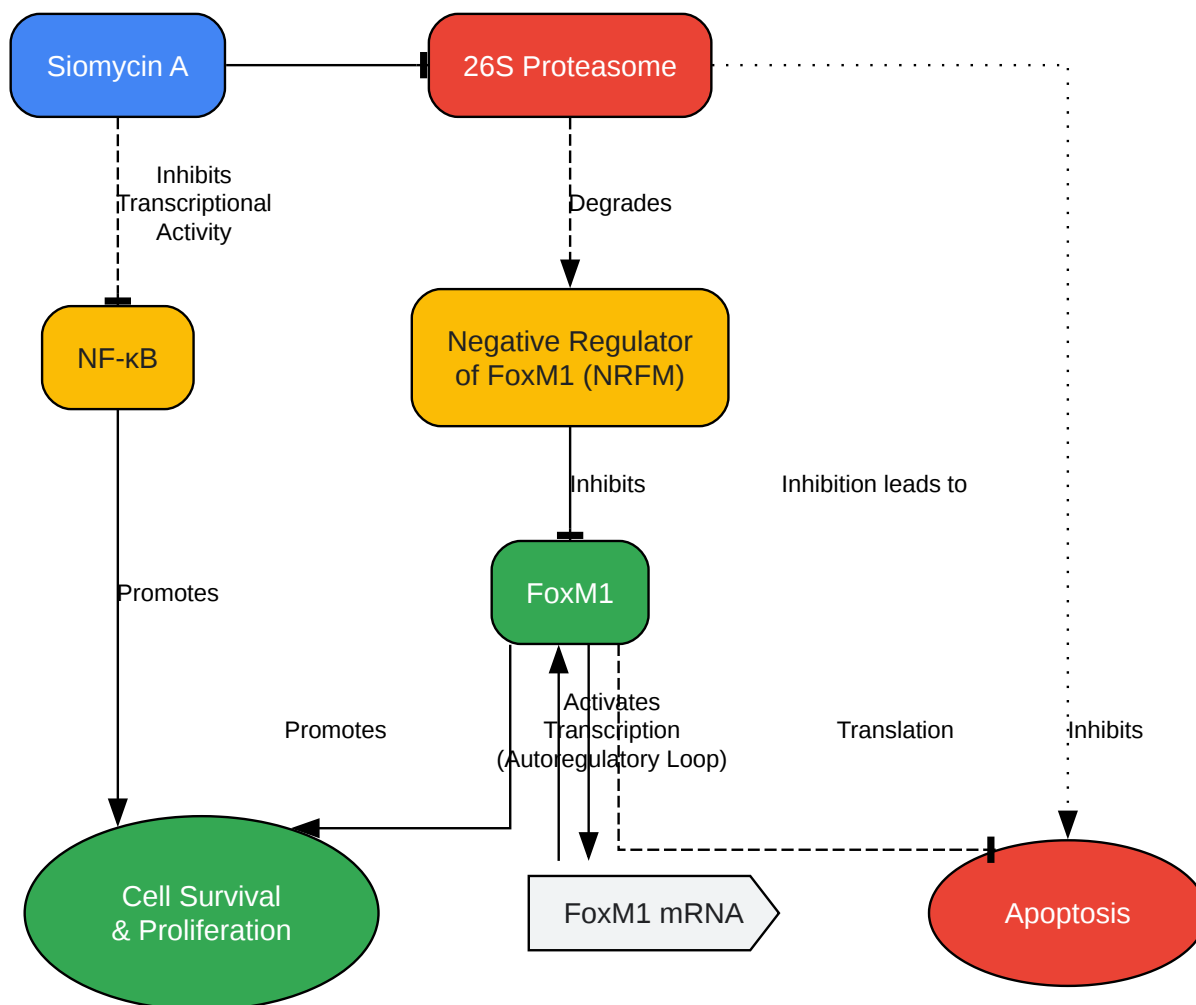 Siomycin A
26S Proteasome
Inhibits
Transcriptional
Activity
Degrades
NF-κB
Negative Regulator
of FoxM1 (NRFM)
Inhibits
Inhibition leads to
FoxM1
Promotes
Promotes
Activates
Transcription
(Autoregulatory Loop)
Translation
Inhibits
Cell Survival
& Proliferation
FoxM1 mRNA
Apoptosis